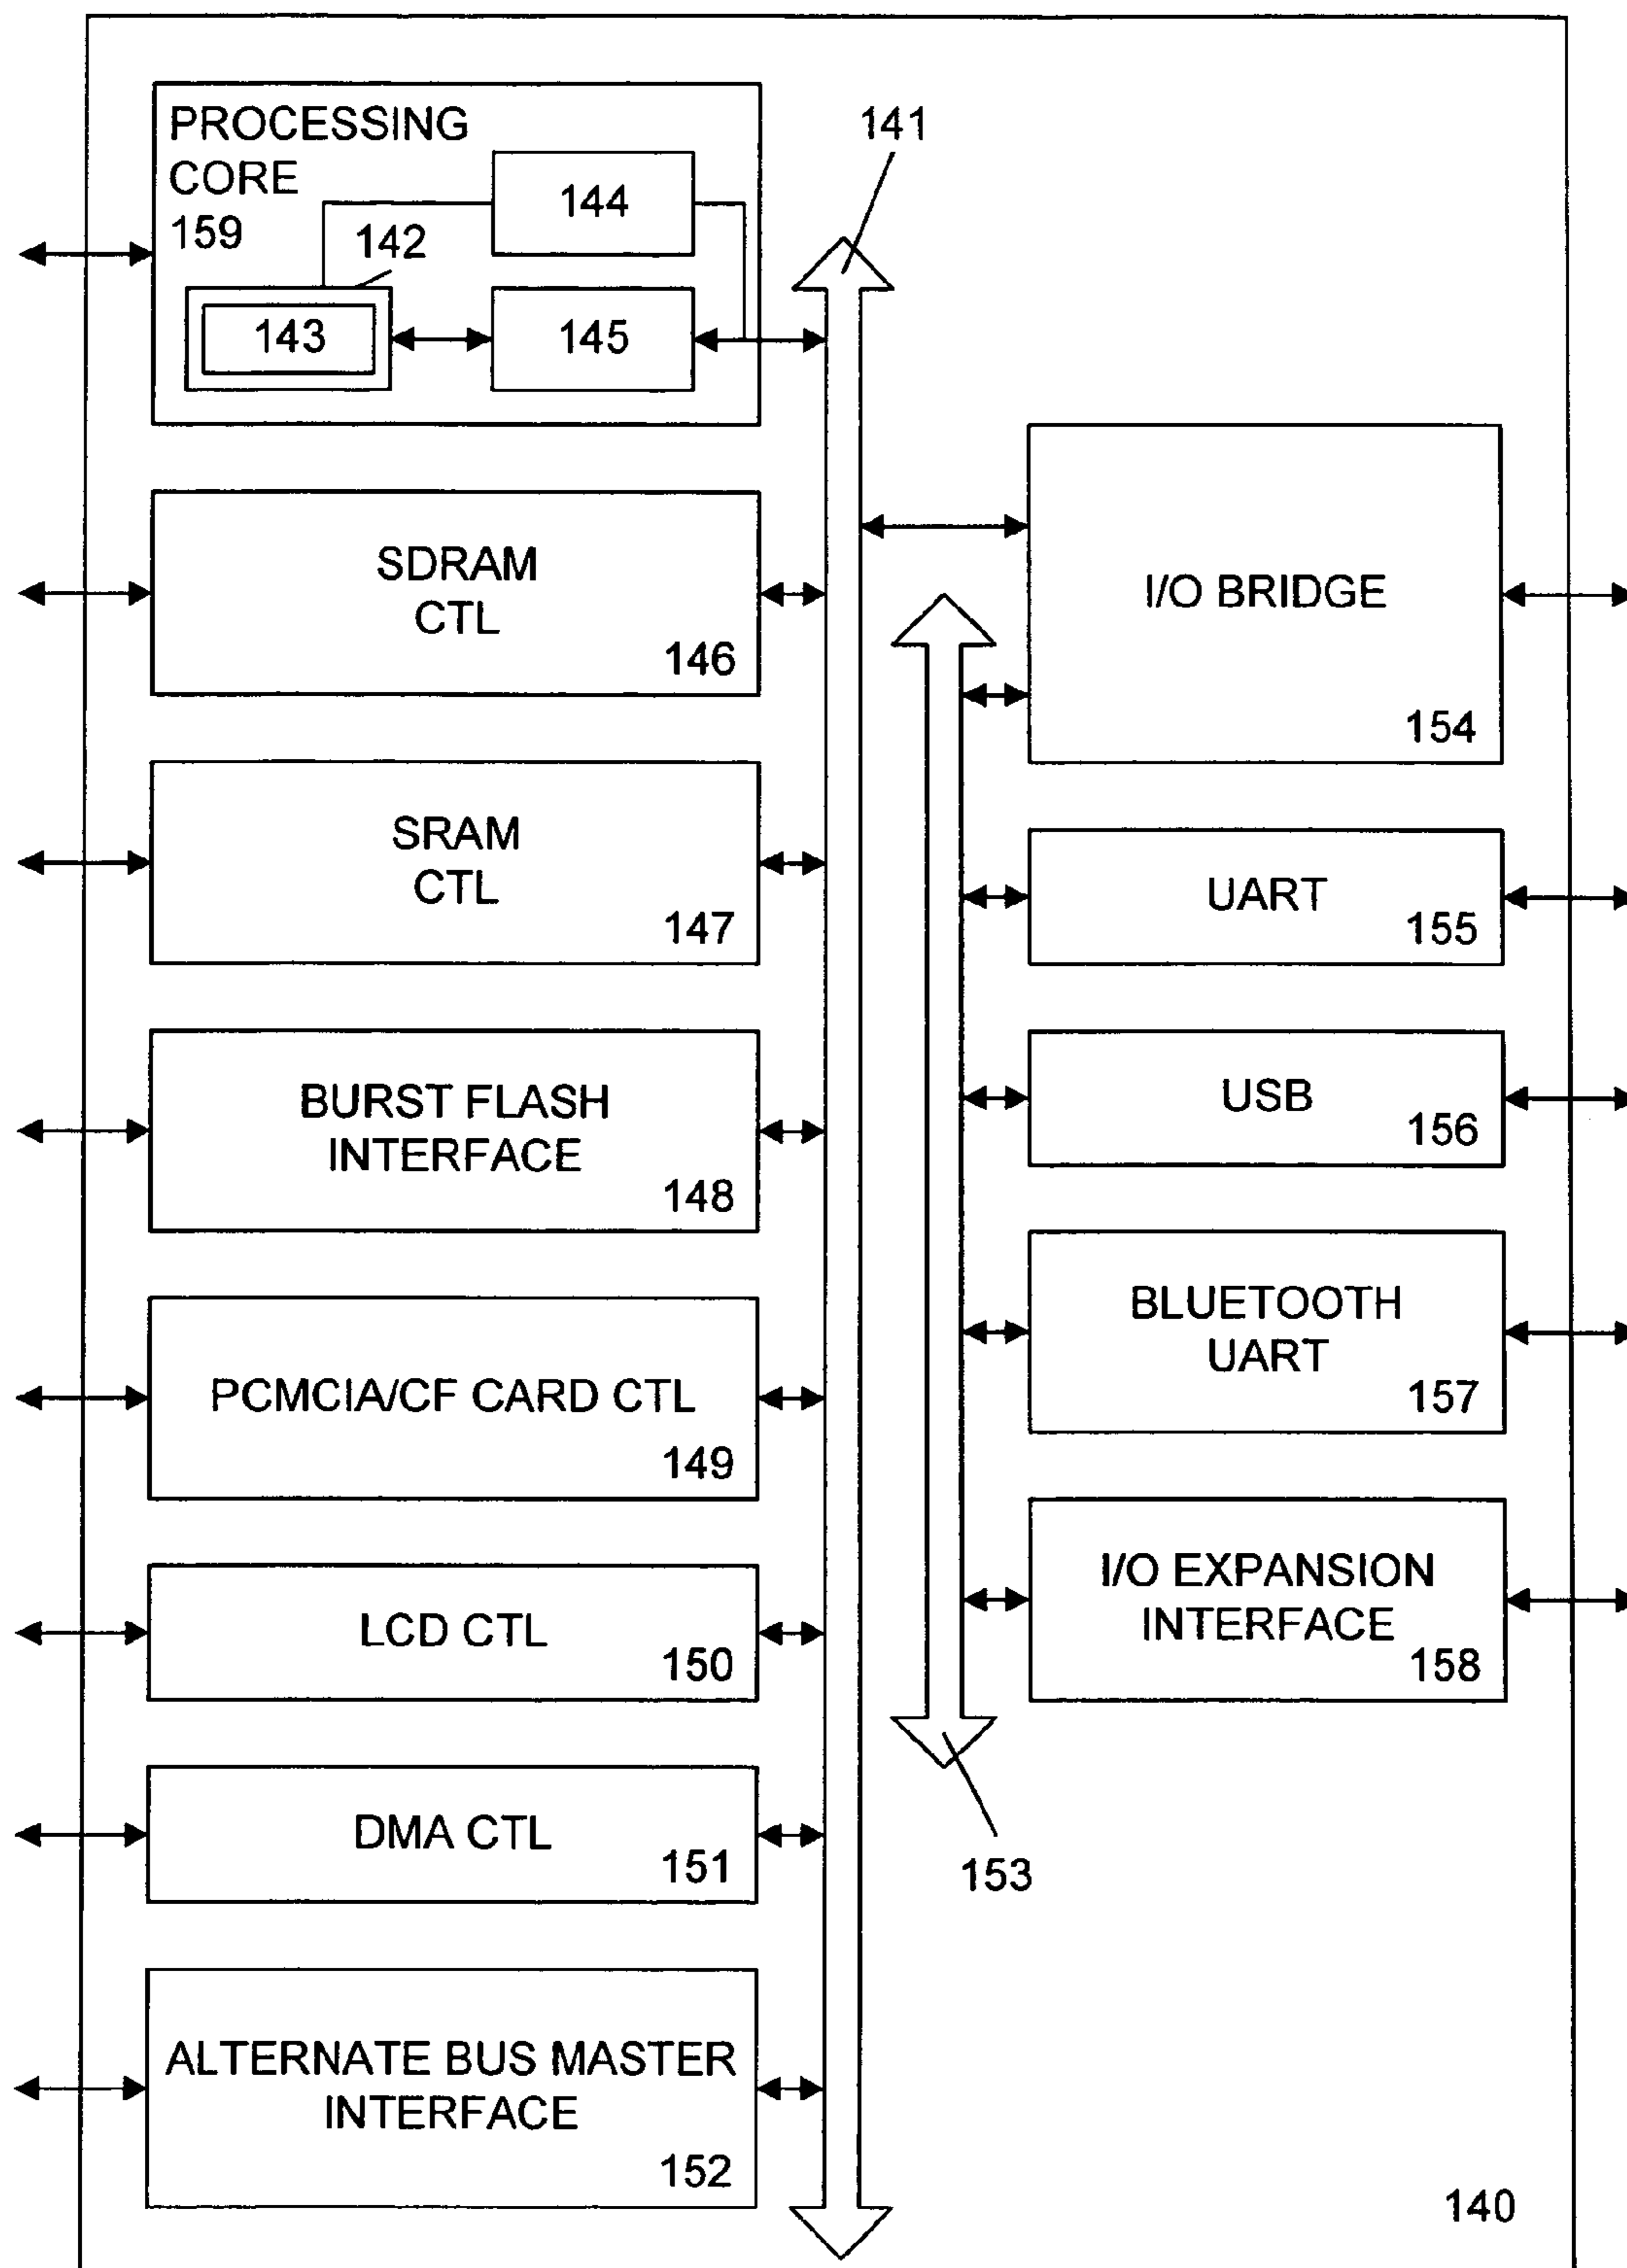 PROCESSING
CORE
159
142
144
143
145
141
SDRAM
CTL
146
SRAM
CTL
147
BURST FLASH
INTERFACE
148
PCMCIA/CF CARD CTL
149
LCD CTL
150
DMA CTL
151
ALTERNATE BUS MASTER
INTERFACE
152
I/O BRIDGE
154
UART
155
USB
156
BLUETOOTH
UART
157
I/O EXPANSION
INTERFACE
158
153
140